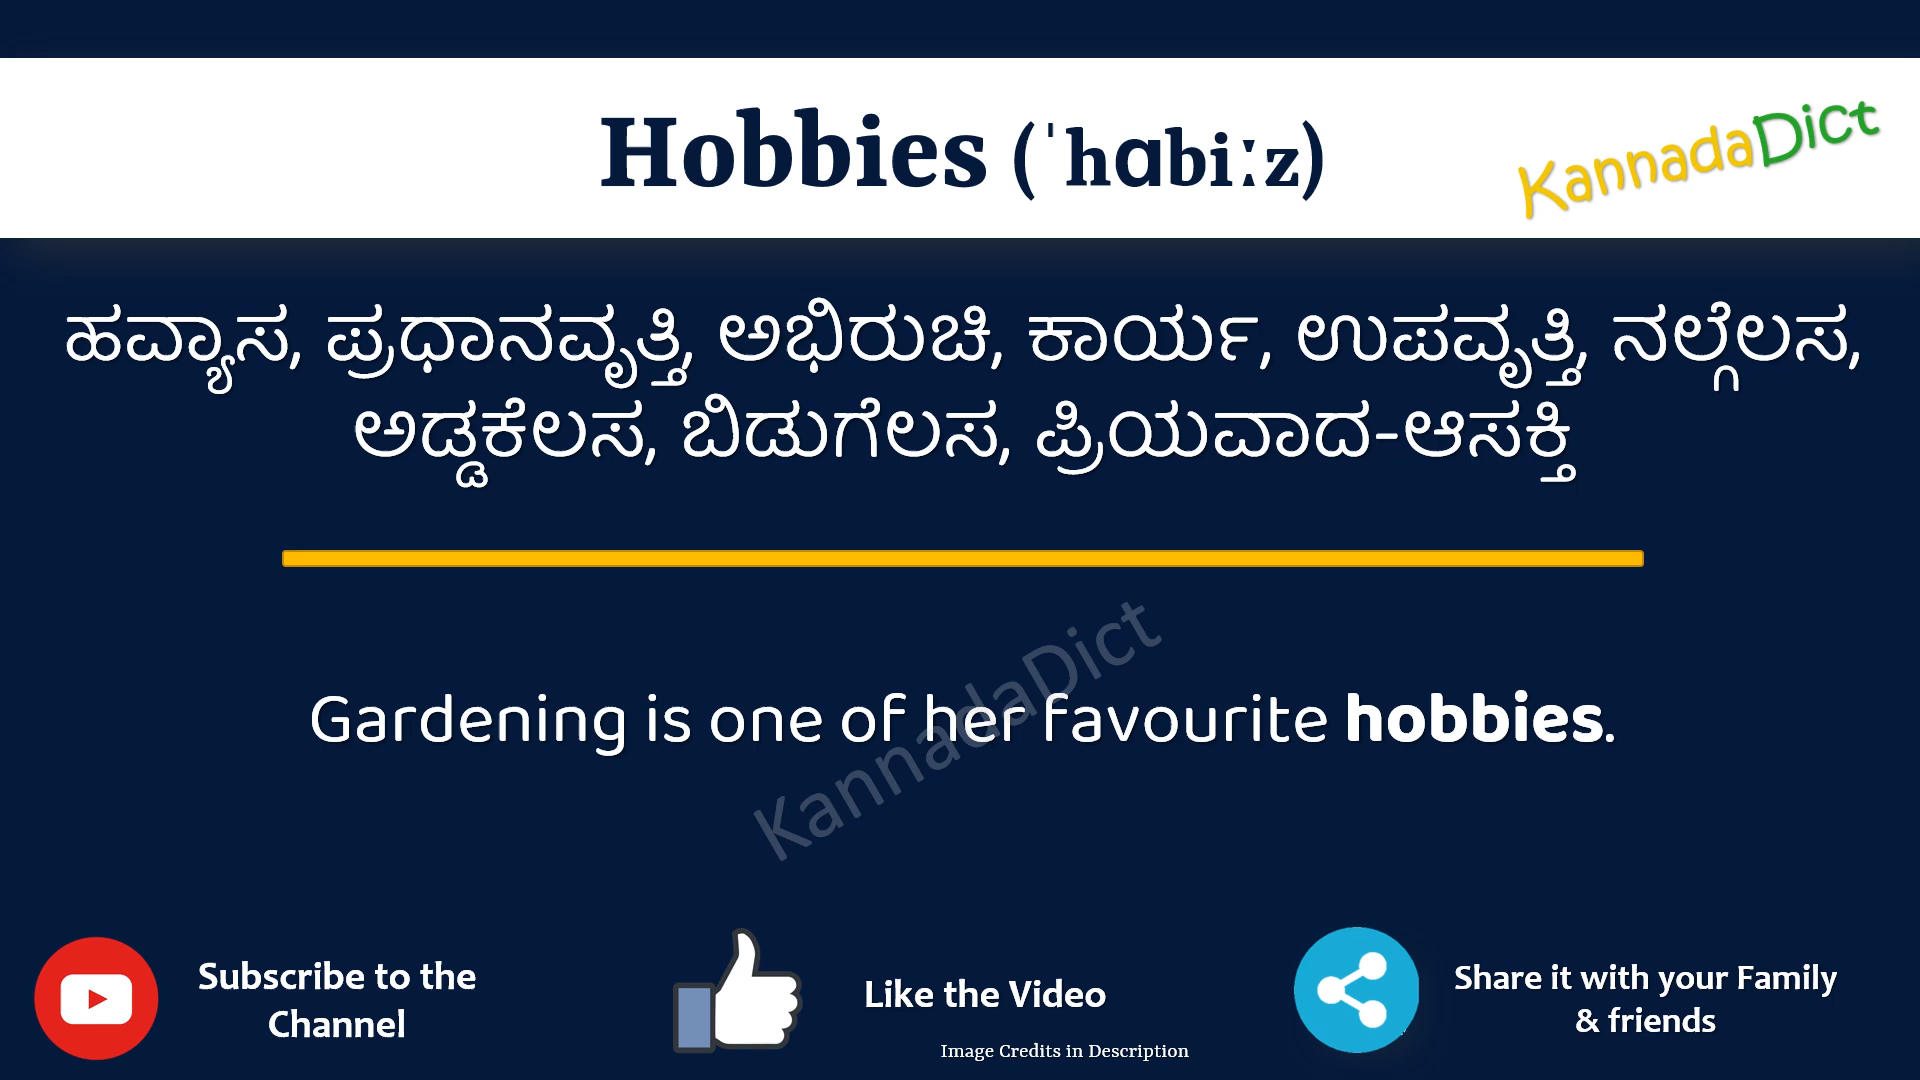 Hobbies (ˈhɑbiːz)
KannadaDict
ಹವ್ಯಾಸ, ಪ್ರಧಾನವೃತ್ತಿ, ಅಭಿರುಚಿ, ಕಾರ್ಯ, ಉಪವೃತ್ತಿ, ನಲ್ಗೆಲಸ,
ಅಡ್ಡಕೆಲಸ, ಬಿಡುಗೆಲಸ, ಪ್ರಿಯವಾದ-ಆಸಕ್ತಿ
Gardening is one of her favourite hobbies.
KannadaDict
Subscribe to the
Channel
Like the Video
Share it with your Family
& friends
Image Credits in Description